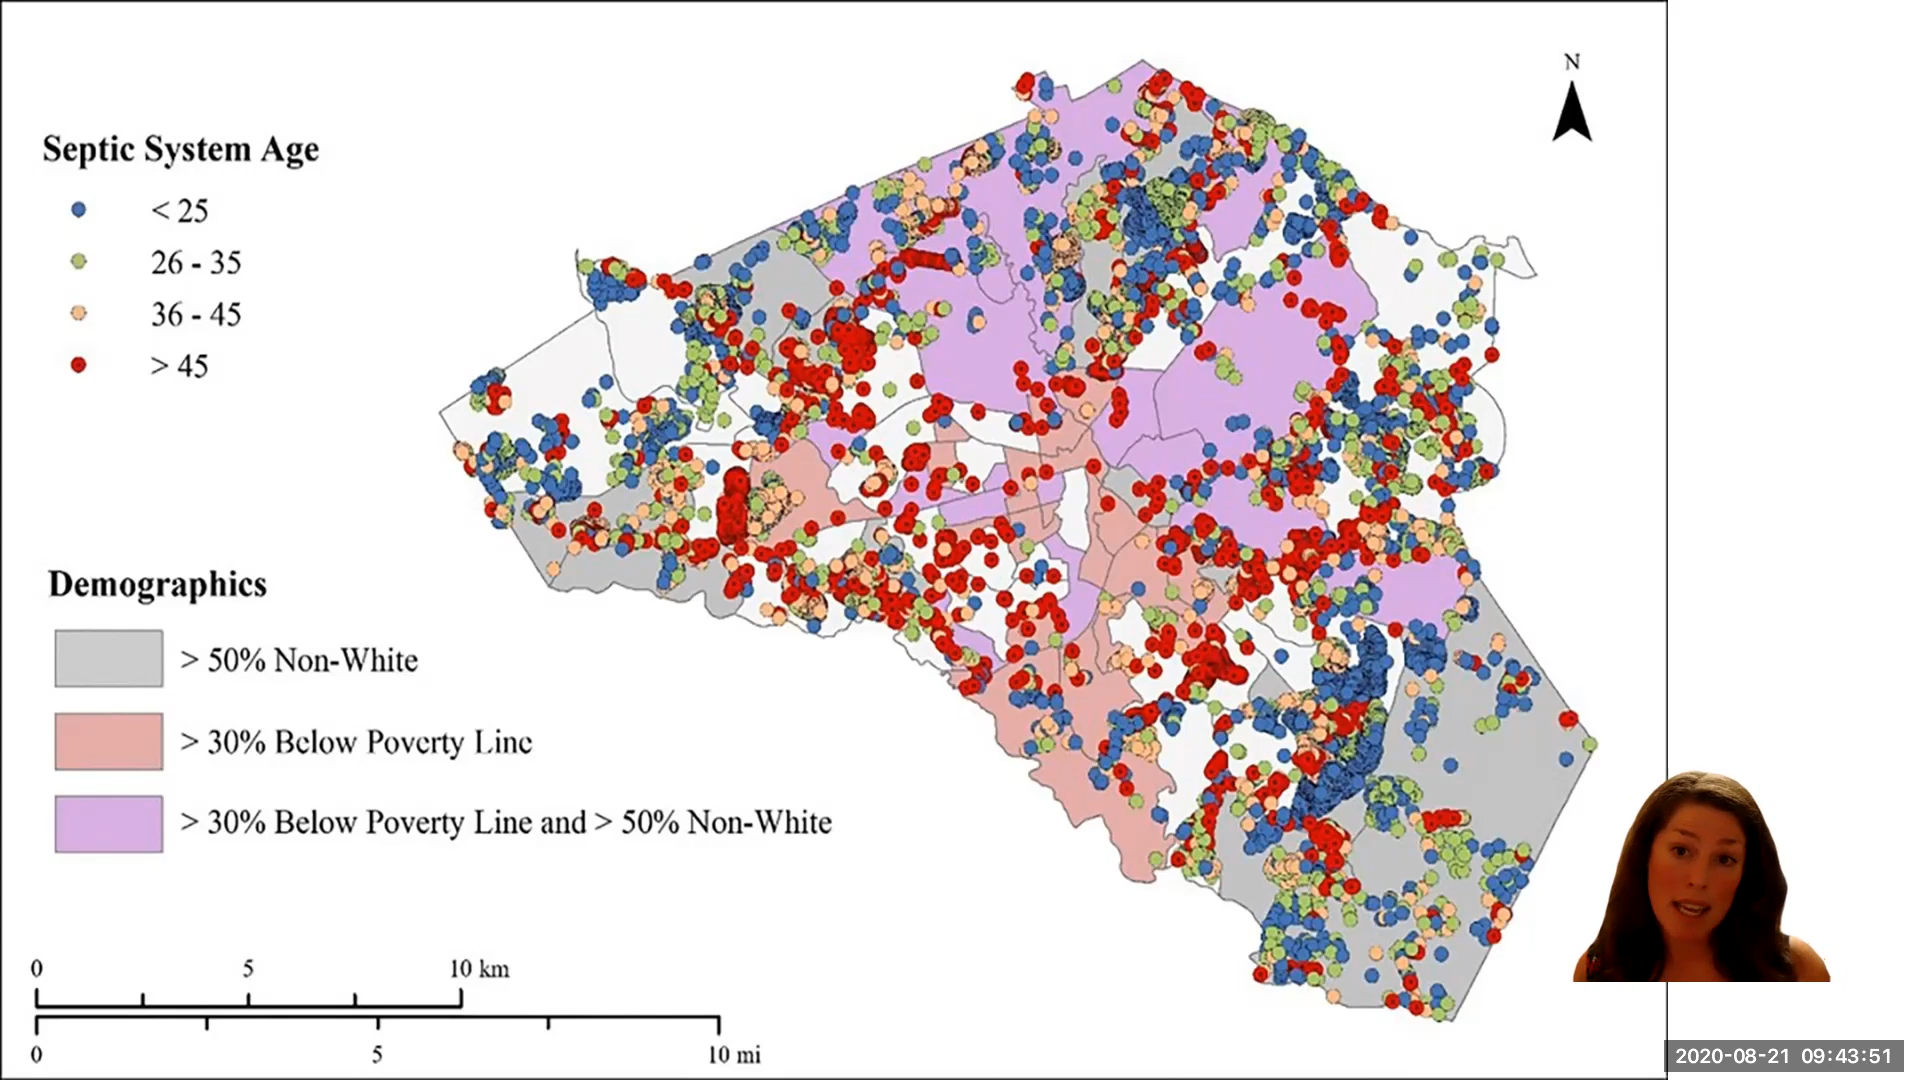 N
Septic System Age
< 25
26 - 35
36 - 45
> 45
Demographics
> 50% Non-White
> 30% Below Poverty Line
> 30% Below Poverty Line and > 50% Non-White
0 5 10 km
0 5 10 mi
2020-08-21 09:43:51